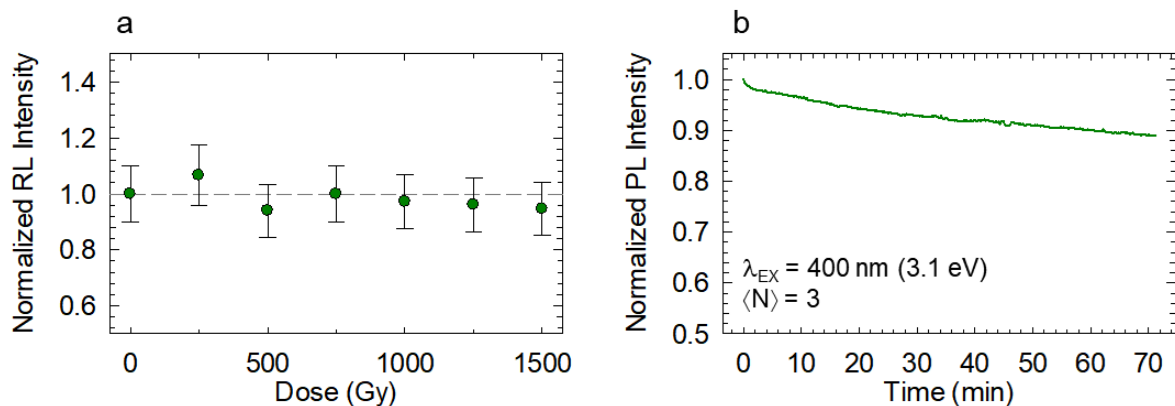 a
Normalized RL Intensity
1.4
1.2
1.0
0.8
0.6
0
500
1000
1500
Dose (Gy)
b
Normalized PL Intensity
1.0
0.9
0.8
0.7
0.6
0.5
λEX = 400 nm (3.1 eV)
⟨N⟩ = 3
0 10 20 30 40 50 60 70
Time (min)